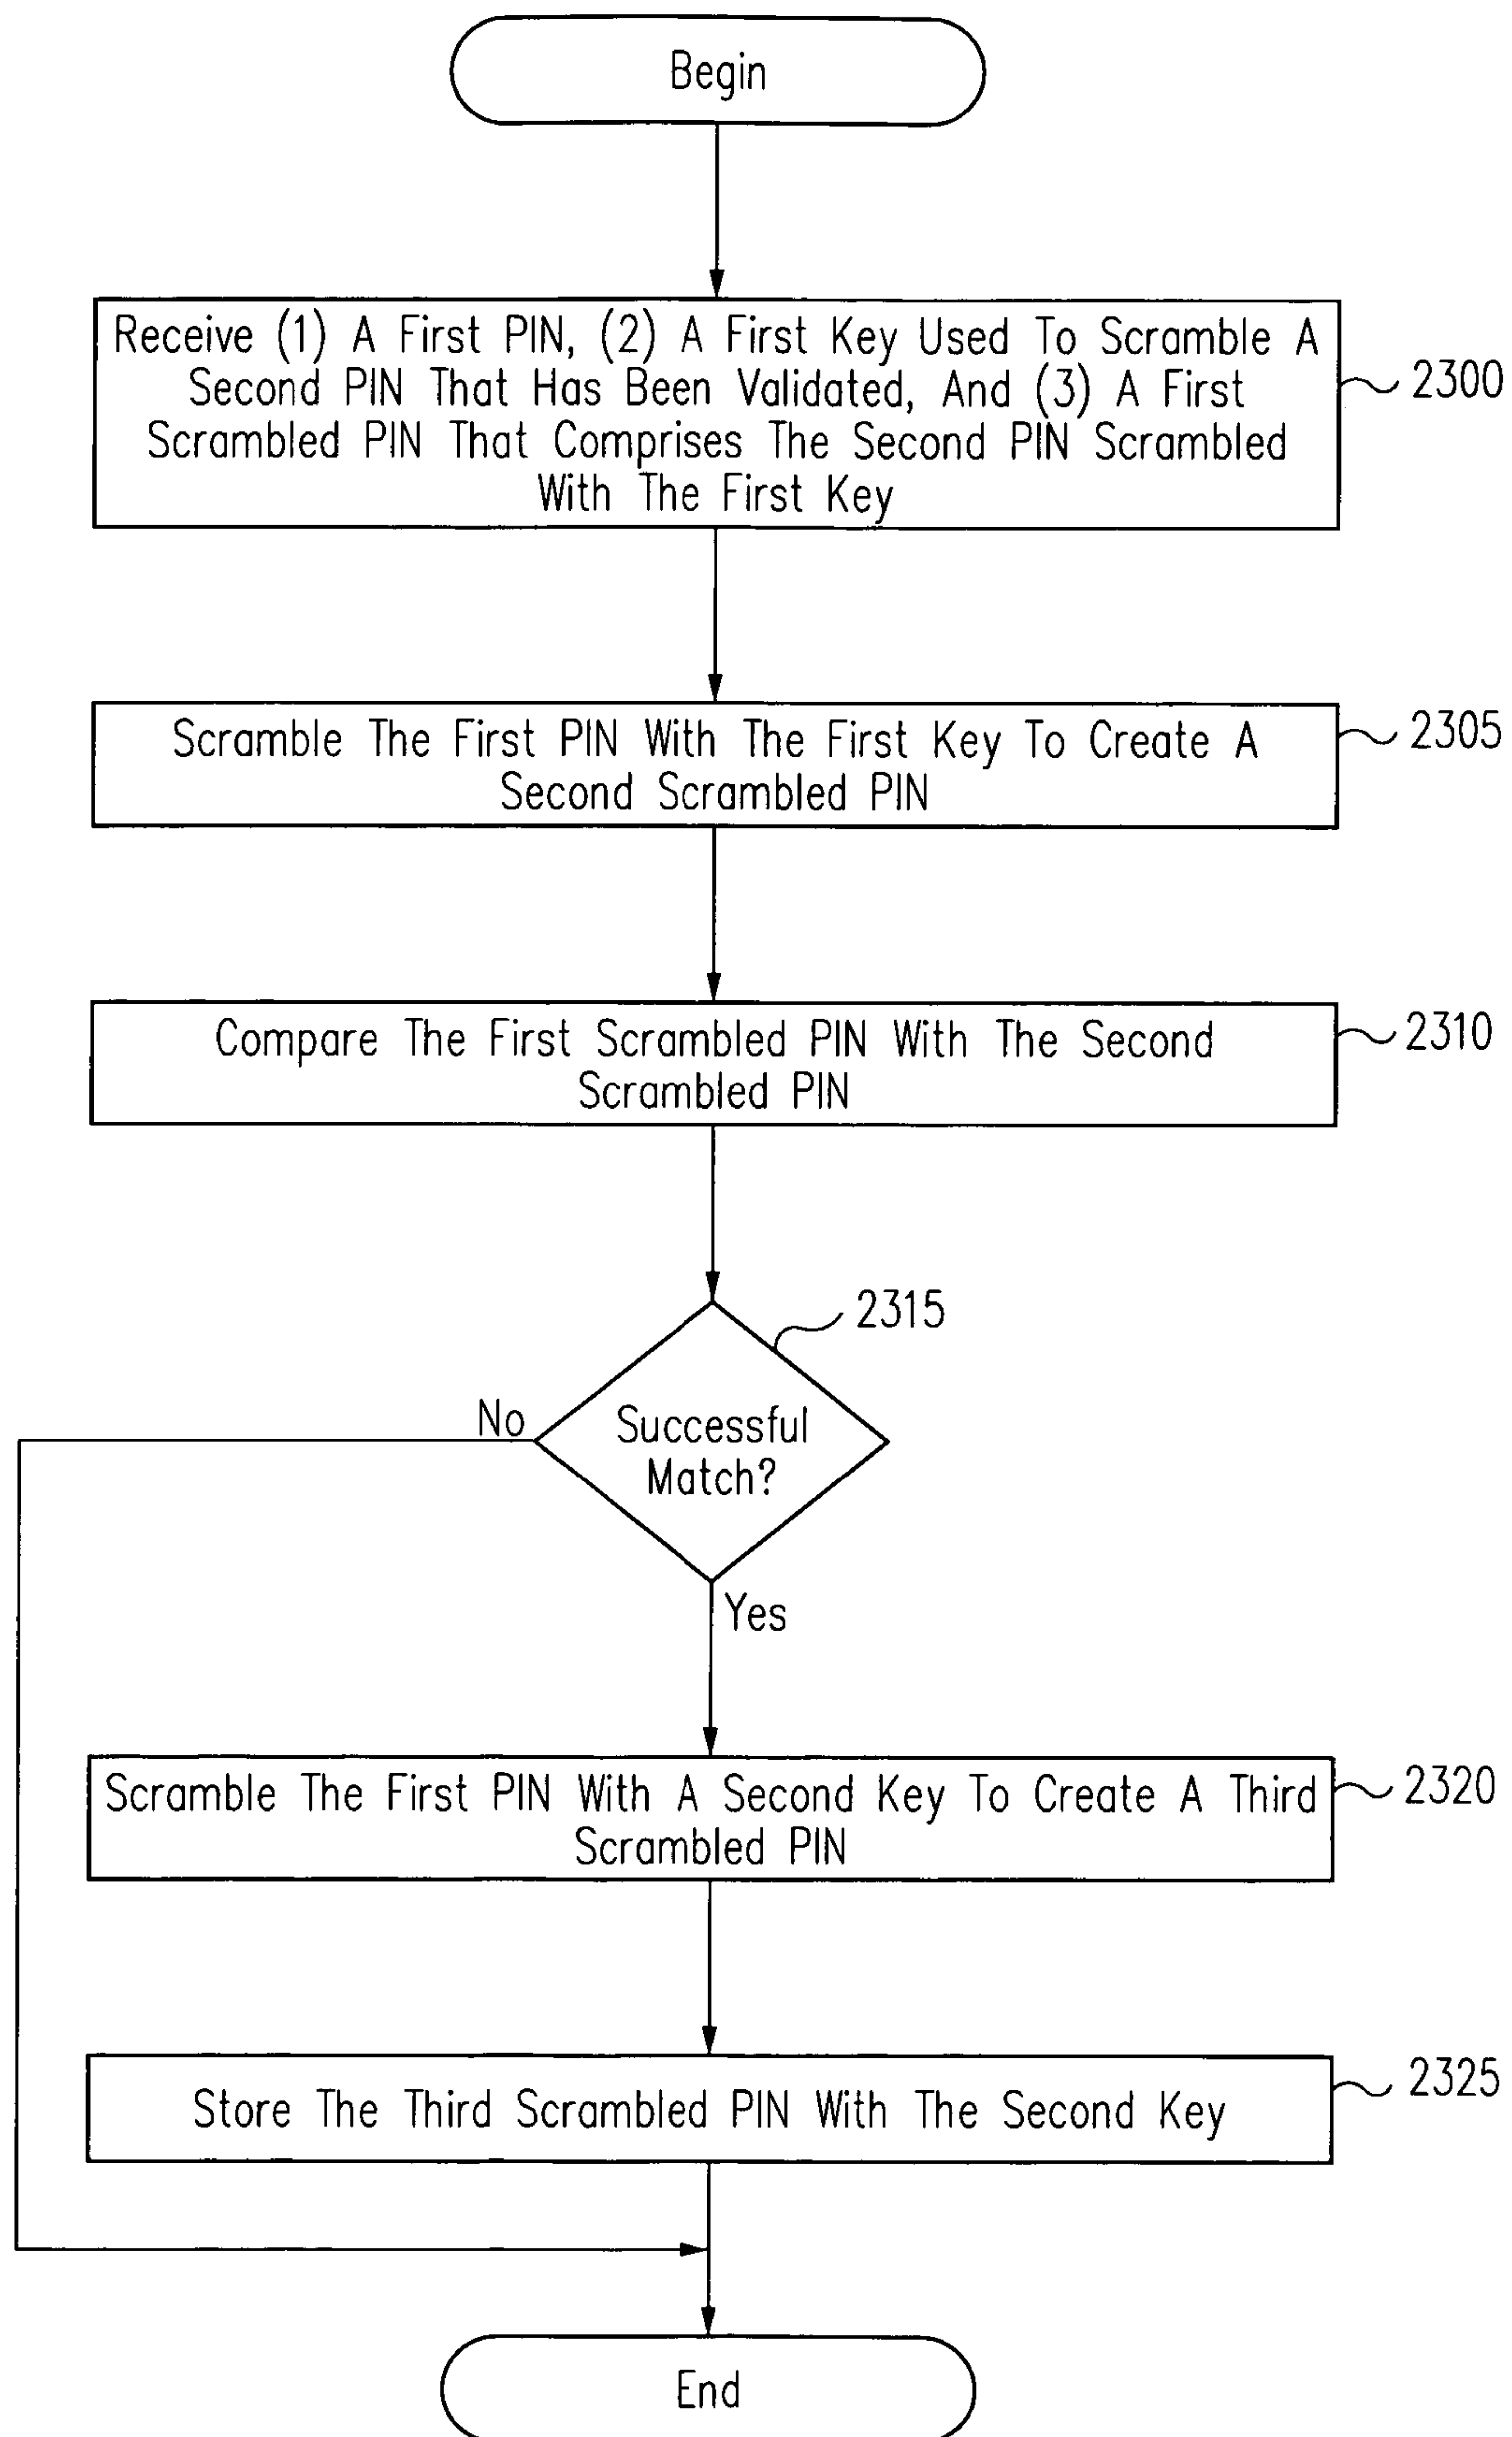 Begin
Receive (1) A First PIN, (2) A First Key Used To Scramble A
Second PIN That Has Been Validated, And (3) A First
Scrambled PIN That Comprises The Second PIN Scrambled
With The First Key
2300
Scramble The First PIN With The First Key To Create A
Second Scrambled PIN
2305
Compare The First Scrambled PIN With The Second
Scrambled PIN
2310
2315
No
Successful
Match?
Yes
Scramble The First PIN With A Second Key To Create A Third
Scrambled PIN
2320
Store The Third Scrambled PIN With The Second Key
2325
End